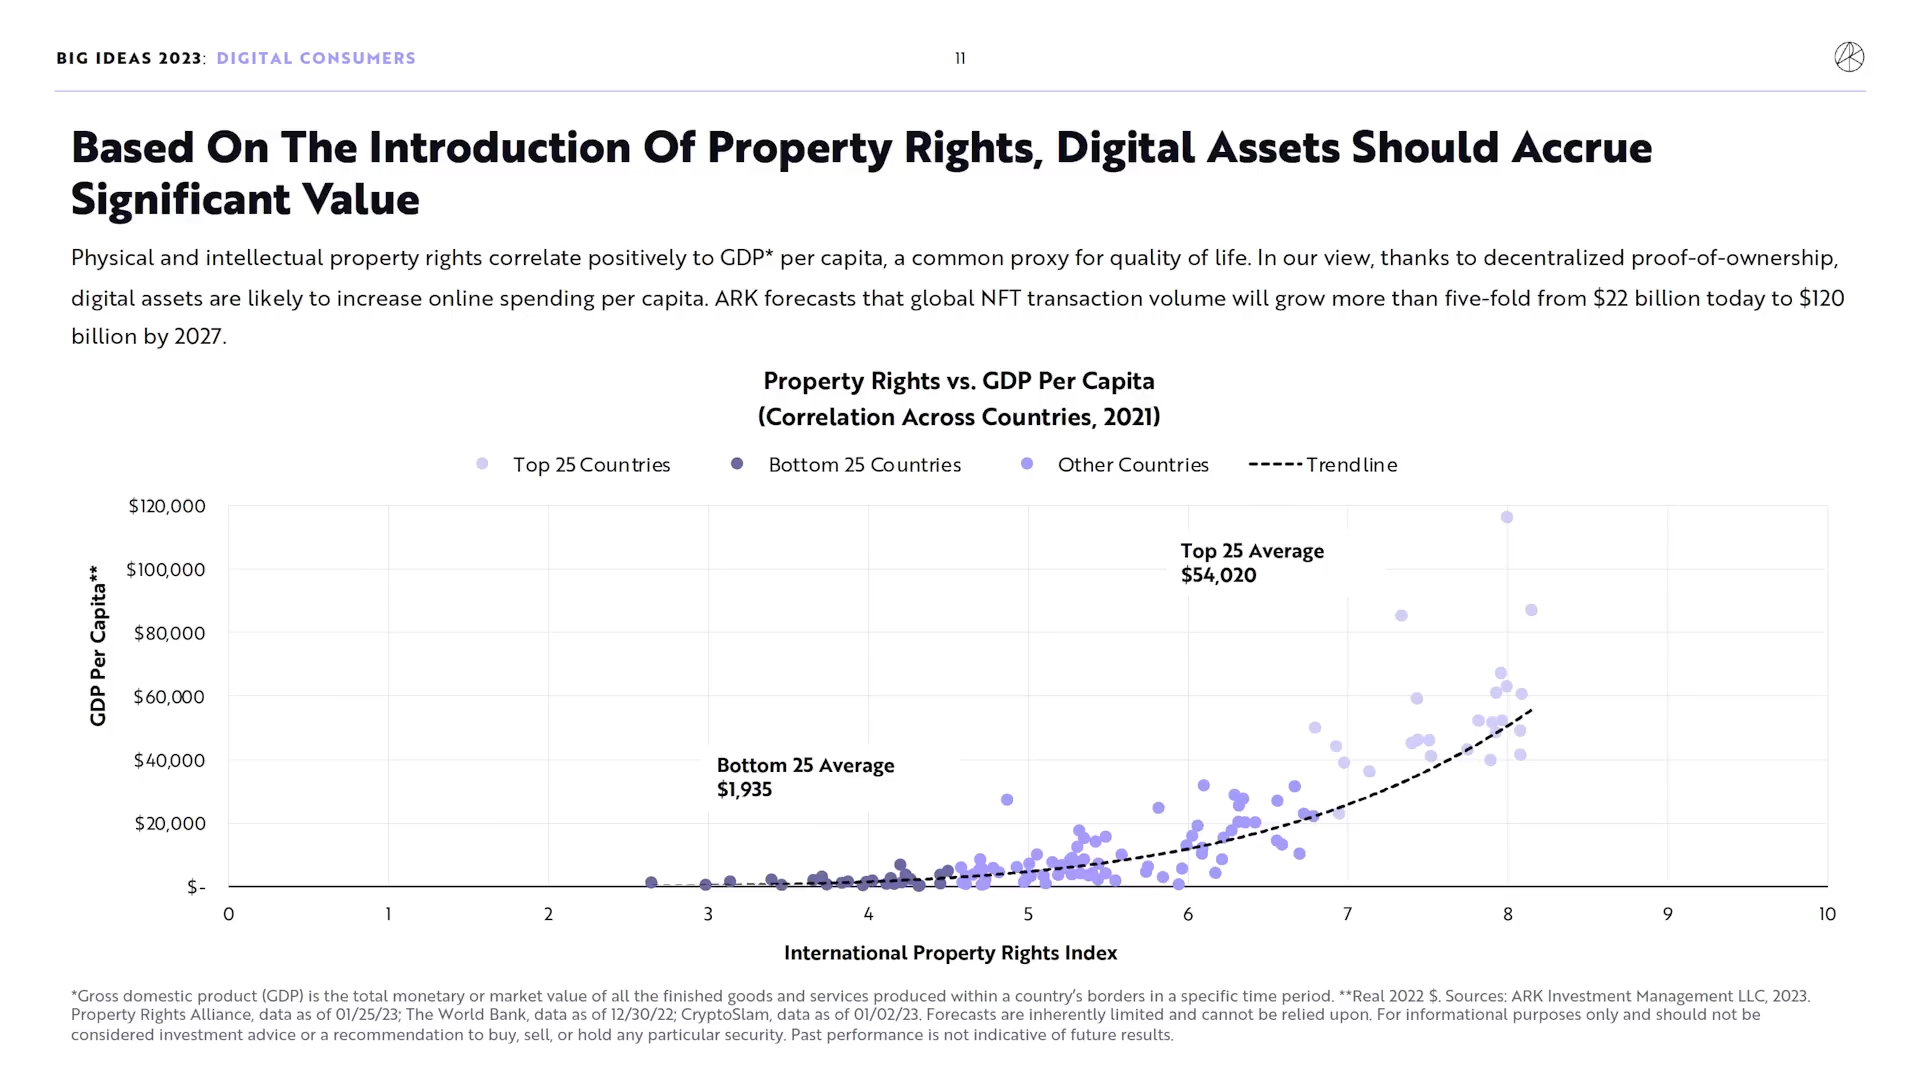 BIG IDEAS 2023: DIGITAL CONSUMERS
11
Based On The Introduction Of Property Rights, Digital Assets Should Accrue
Significant Value
Physical and intellectual property rights correlate positively to GDP* per capita, a common proxy for quality of life. In our view, thanks to decentralized proof-of-ownership,
digital assets are likely to increase online spending per capita. ARK forecasts that global NFT transaction volume will grow more than five-fold from $22 billion today to $120
billion by 2027.
Property Rights vs. GDP Per Capita
(Correlation Across Countries, 2021)
Top 25 Countries
Bottom 25 Countries
Other Countries
Trendline
GDP Per Capita**
$120,000
$100,000
$80,000
$60,000
$40,000
$20,000
$-
Top 25 Average
$54,020
Bottom 25 Average
$1,935
0 1 2 3 4 5 6 7 8 9 10
International Property Rights Index
*Gross domestic product (GDP) is the total monetary or market value of all the finished goods and services produced within a country's borders in a specific time period. **Real 2022 $. Sources: ARK Investment Management LLC, 2023.
Property Rights Alliance, data as of 01/25/23; The World Bank, data as of 12/30/22; CryptoSlam, data as of 01/02/23. Forecasts are inherently limited and cannot be relied upon. For informational purposes only and should not be
considered investment advice or a recommendation to buy, sell, or hold any particular security. Past performance is not indicative of future results.